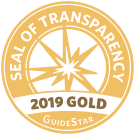 SEAL OF TRANSPARENCY
2019 GOLD
GUIDESTAR